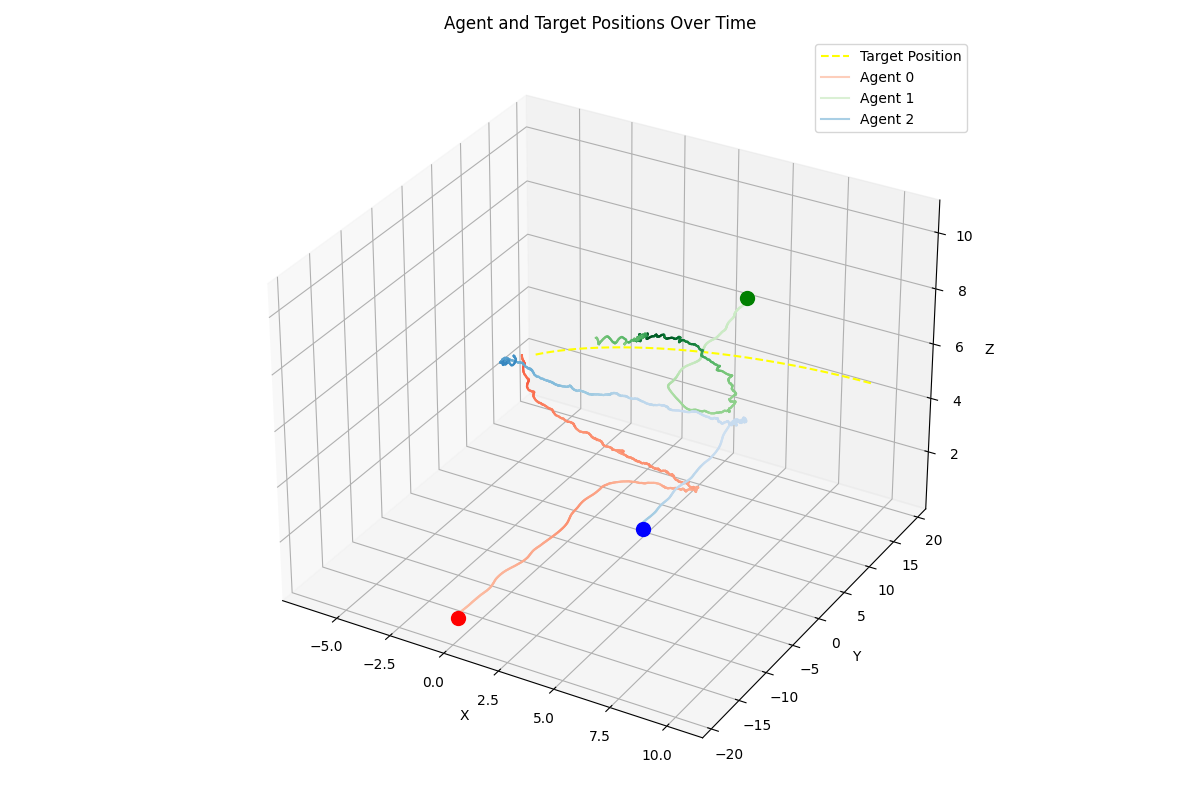 Agent and Target Positions Over Time
Target Position
Agent 0
Agent 1
Agent 2
10
8
6
4
2
Z
20
15
10
5
0
−5
−10
−15
−20
Y
−5.0
−2.5
0.0
2.5
5.0
7.5
10.0
X